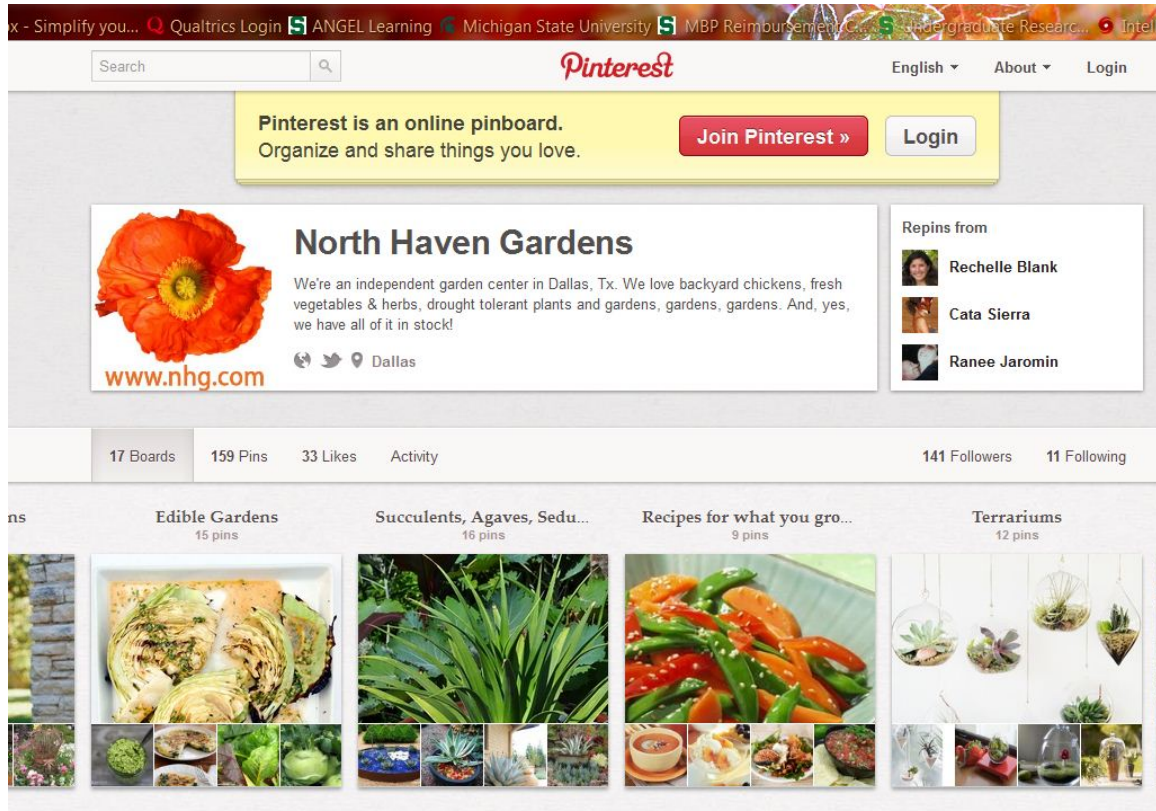 ox - Simplify you... Qualtrics Login ANGEL Learning Michigan State University MBP Reimbursement C... Undergraduate Researc... Intel
Search
Pinterest
English About Login
Pinterest is an online pinboard.
Organize and share things you love.
Join Pinterest »
Login
www.nhg.com
North Haven Gardens
We're an independent garden center in Dallas, Tx. We love backyard chickens, fresh
vegetables & herbs, drought tolerant plants and gardens, gardens, gardens. And, yes,
we have all of it in stock!
Dallas
Repins from
Rechelle Blank
Cata Sierra
Ranee Jaromin
17 Boards 159 Pins 33 Likes Activity 141 Followers 11 Following
ns
Edible Gardens
15 pins
Succulents, Agaves, Sedu...
16 pins
Recipes for what you gro...
9 pins
Terrariums
12 pins